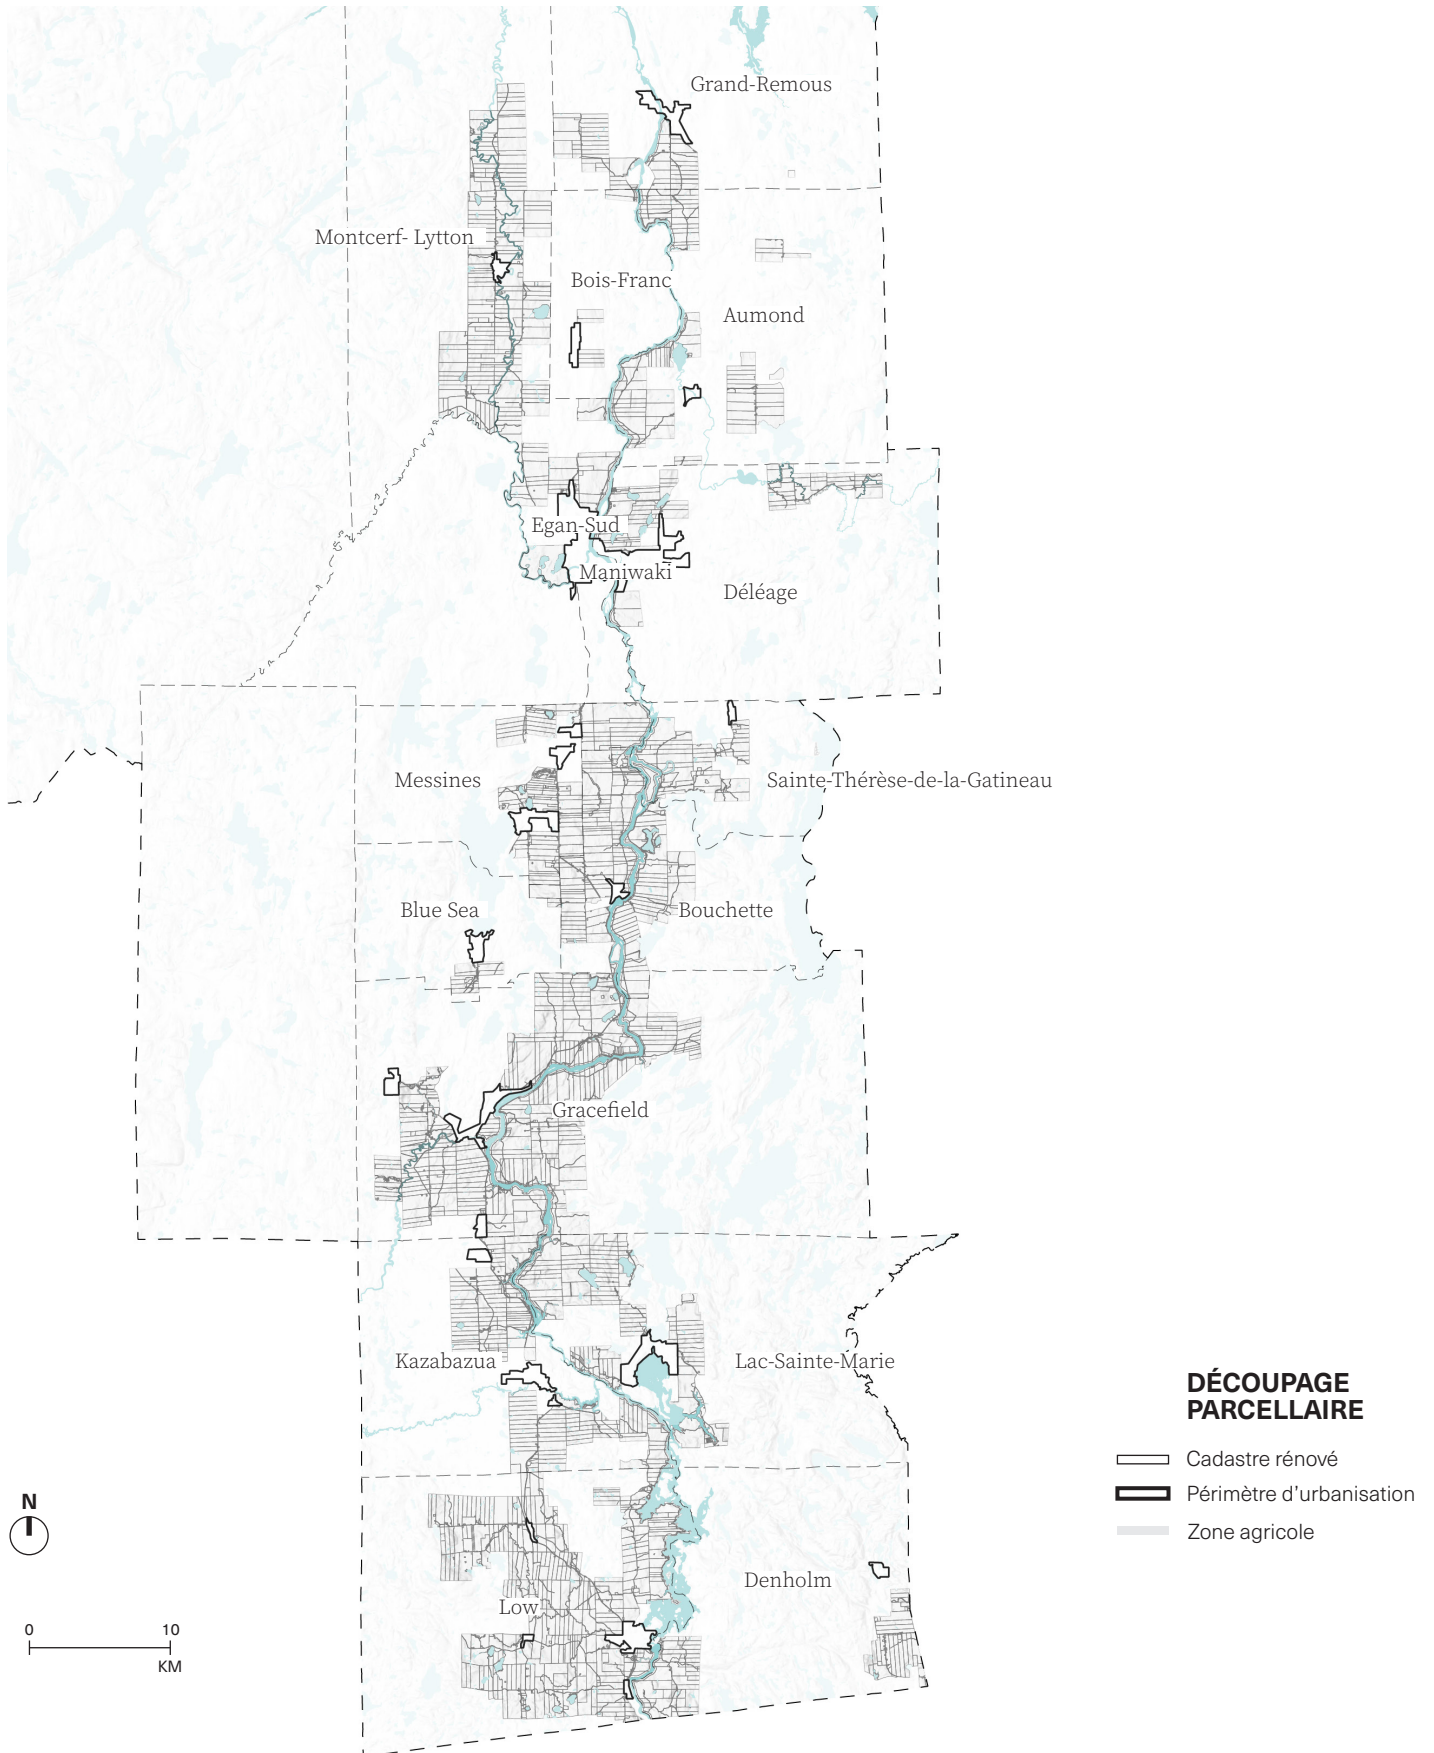 Grand-Remous
Montcerf- Lytton
Bois-Franc
Aumond
Egan-Sud
Maniwaki
Déléage
Messines
Sainte-Thérèse-de-la-Gatineau
Blue Sea
Bouchette
Gracefield
Kazabazua
Lac-Sainte-Marie
Denholm
Low
N
0 10
KM
DÉCOUPAGE
PARCELLAIRE
Cadastre rénové
Périmètre d'urbanisation
Zone agricole